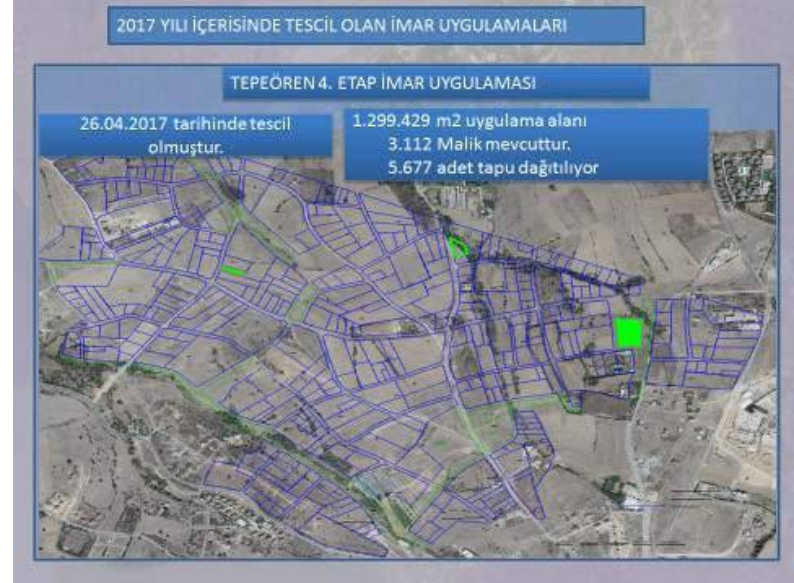 2017 YILI İÇERİSİNDE TESCİL OLAN İMAR UYGULAMALARI
TEPEÖREN 4. ETAP İMAR UYGULAMASI
26.04.2017 tarihinde tescil
olmuştur.
1.299.429 m2 uygulama alanı
3.112 Malik mevcuttur.
5.677 adet tapu dağıtılıyor